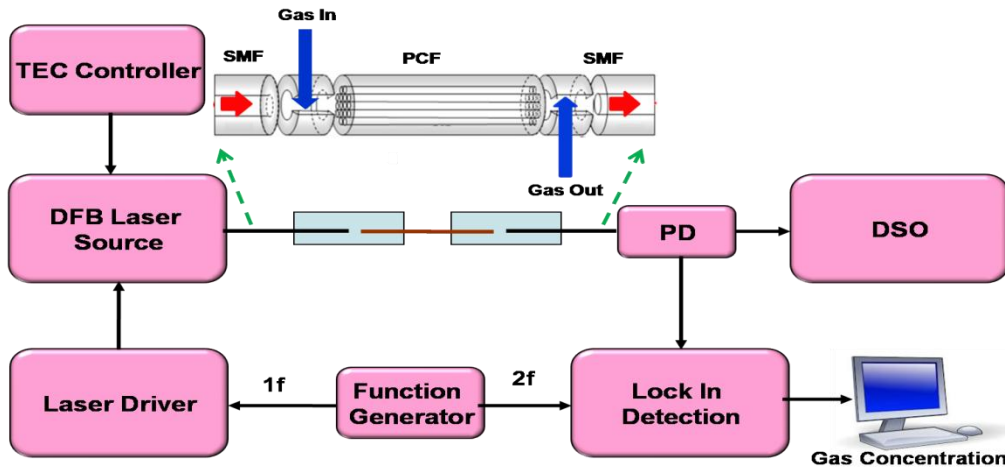 Gas In
SMF
PCF
SMF
TEC Controller
Gas Out
DFB Laser
Source
PD
DSO
1f
2f
Laser Driver
Function
Generator
Lock In
Detection
Gas Concentration